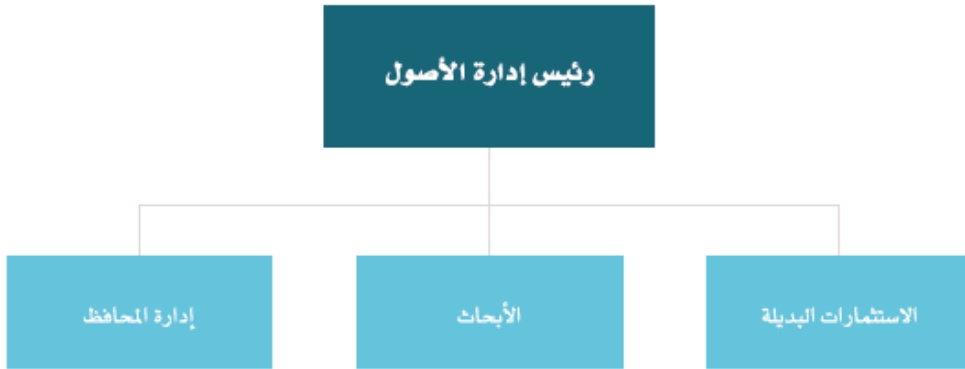 رئيس إدارة الأصول
الاستثمارات البديلة
الأبحاث
إدارة المحافظ